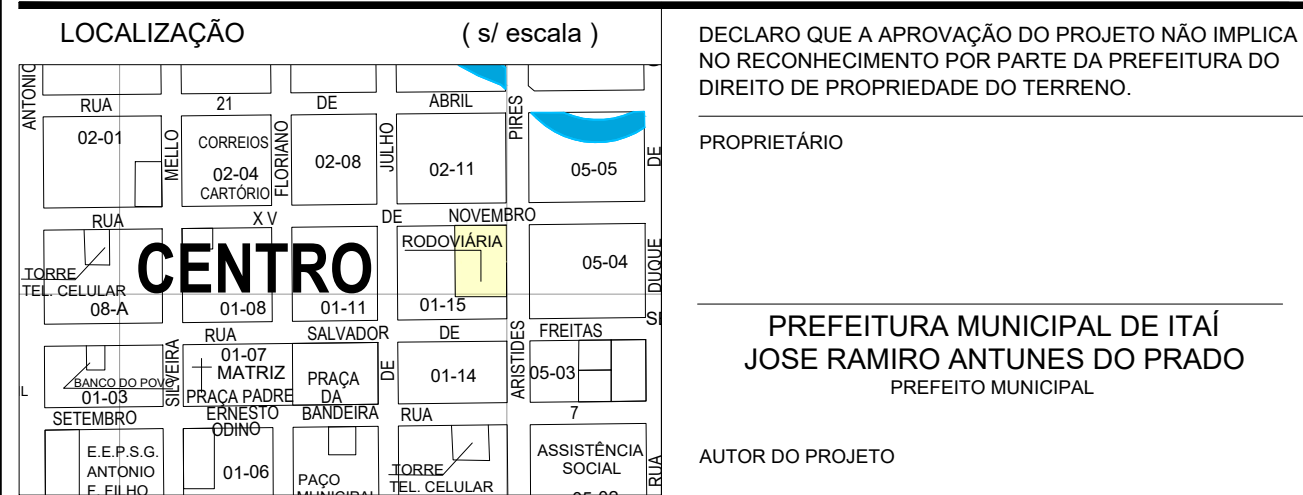 LOCALIZAÇÃO ( s/ escala )
ANTONIO
RUA 21 DE ABRIL
PIRES
02-01
MELLO
CORREIOS
02-04
CARTÓRIO
FLORIANO
02-08
JULHO
02-11
05-05
DE
RUA XV DE NOVEMBRO
CENTRO
RODOVIÁRIA
05-04
DUQUE
TORRE
TEL. CELULAR
08-A
01-08
01-11
01-15
RUA SALVADOR DE FREITAS
SILVEIRA
BANCO DO POVO
01-03
01-07
MATRIZ
PRAÇA PADRE
ERNESTO
ODINO
PRAÇA
DA
BANDEIRA
DE
01-14
ARISTIDES
05-03
L
SETEMBRO
RUA
7
E.E.P.S.G.
ANTONIO
F. FILHO
01-06
PAÇO
MUNICIPAL
TORRE
TEL. CELULAR
ASSISTÊNCIA
SOCIAL
05-02
RUA
DECLARO QUE A APROVAÇÃO DO PROJETO NÃO IMPLICA
NO RECONHECIMENTO POR PARTE DA PREFEITURA DO
DIREITO DE PROPRIEDADE DO TERRENO.
PROPRIETÁRIO
PREFEITURA MUNICIPAL DE ITAÍ
JOSE RAMIRO ANTUNES DO PRADO
PREFEITO MUNICIPAL
AUTOR DO PROJETO